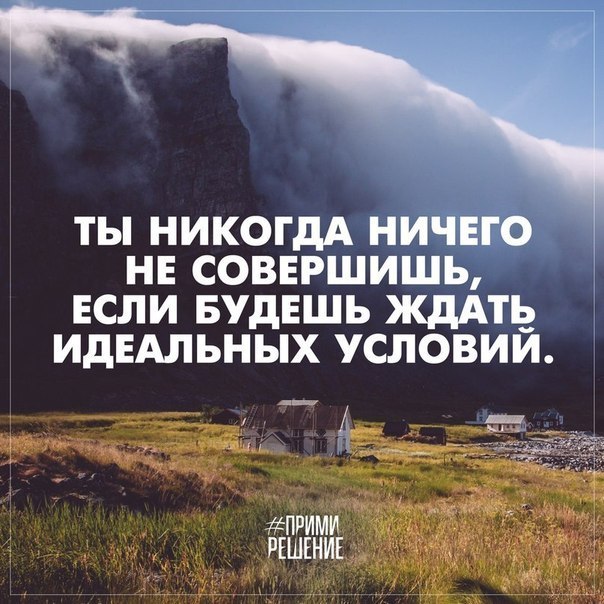 ТЫ НИКОГДА НИЧЕГО
НЕ СОВЕРШИШЬ,
ЕСЛИ БУДЕШЬ ЖДАТЬ
ИДЕАЛЬНЫХ УСЛОВИЙ.
#ПРИМИ
РЕШЕНИЕ